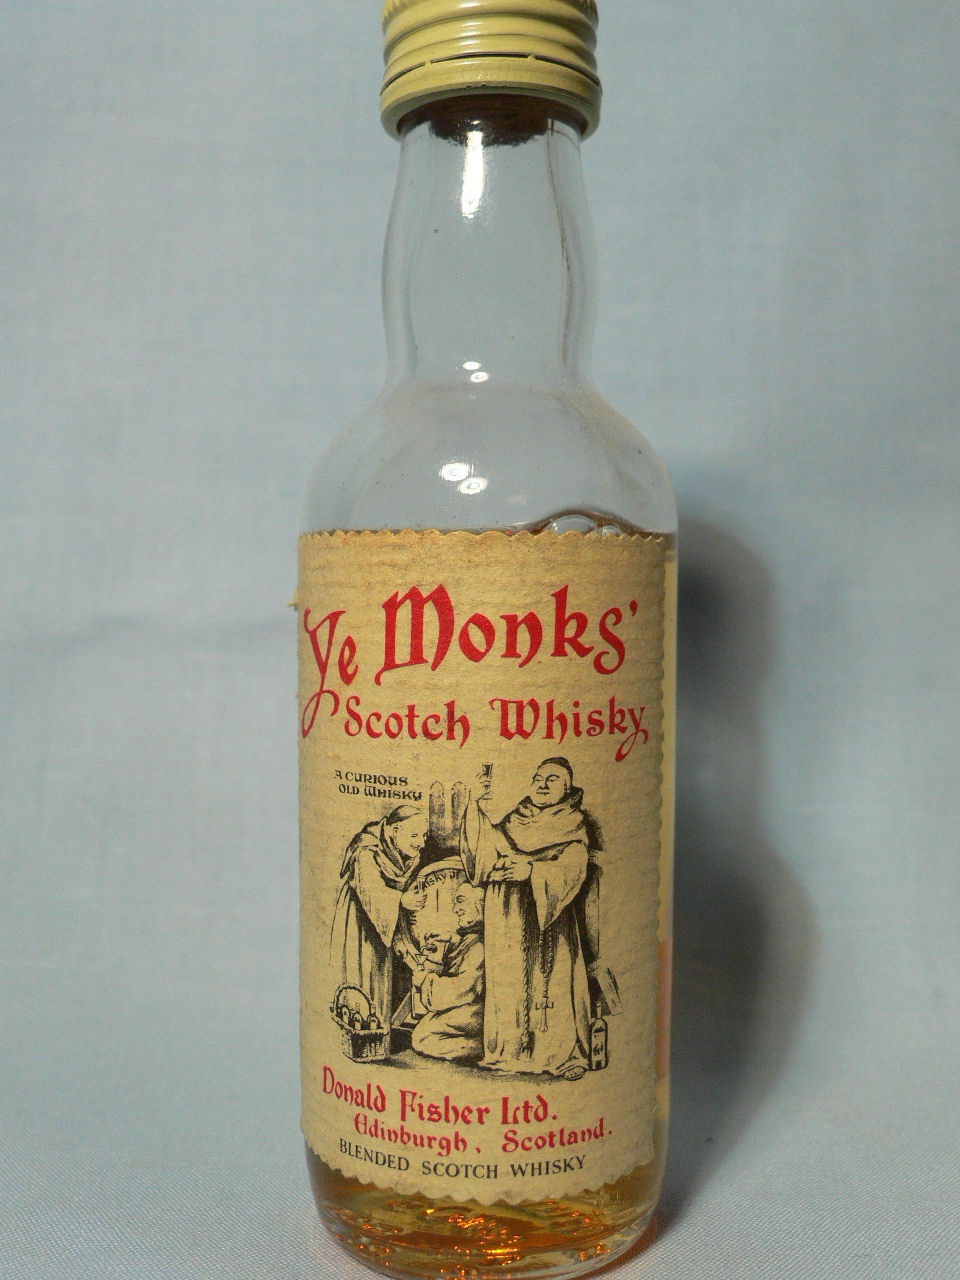 Ye Monks'
Scotch Whisky
A CURIOUS
OLD WHISKY
Donald Fisher Ltd.
Edinburgh, Scotland.
BLENDED SCOTCH WHISKY